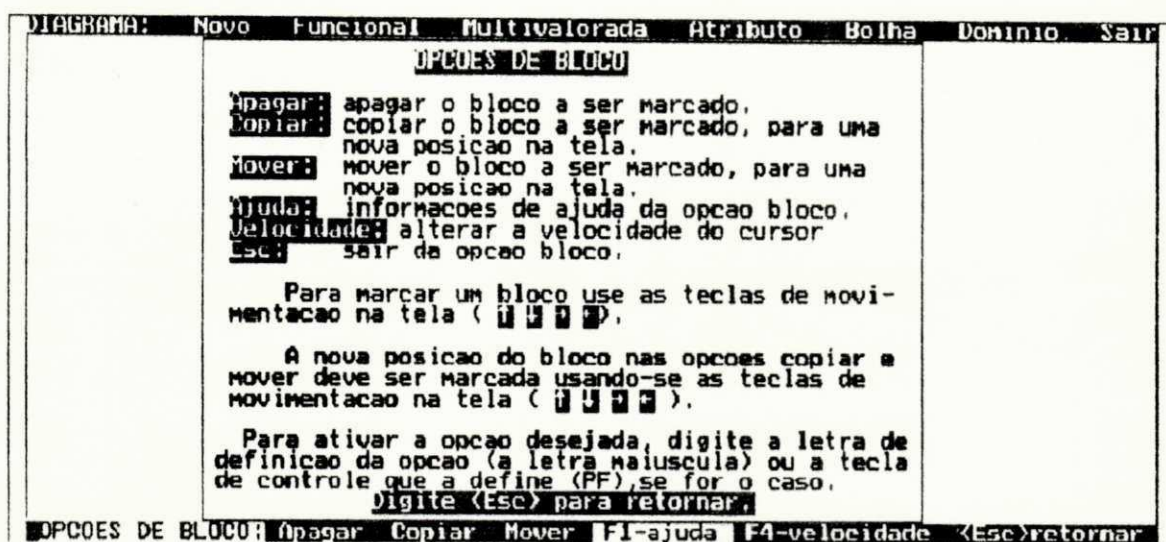 DIAGRAMA: Novo Funcional Multivalorada Atributo Bolha Dominio Sair
OPCOES DE BLOCO
Apagar: apagar o bloco a ser marcado.
Copiar: copiar o bloco a ser marcado, para uma
nova posicao na tela.
Mover: mover o bloco a ser marcado, para uma
nova posicao na tela.
Ajuda: informacoes de ajuda da opcao bloco.
Velocidade: alterar a velocidade do cursor
Esc: sair da opcao bloco.
Para marcar um bloco use as teclas de movi-
mentacao na tela ( ↑ ↓ → ←).
A nova posicao do bloco nas opcoes copiar e
mover deve ser marcada usando-se as teclas de
movimentacao na tela ( ↑ ↓ → ← ).
Para ativar a opcao desejada, digite a letra de
definicao da opcao (a letra maiuscula) ou a tecla
de controle que a define (PF),se for o caso.
Digite <Esc> para retornar.
OPCOES DE BLOCO: Apagar Copiar Mover F1-ajuda F4-velocidade <Esc>retornar